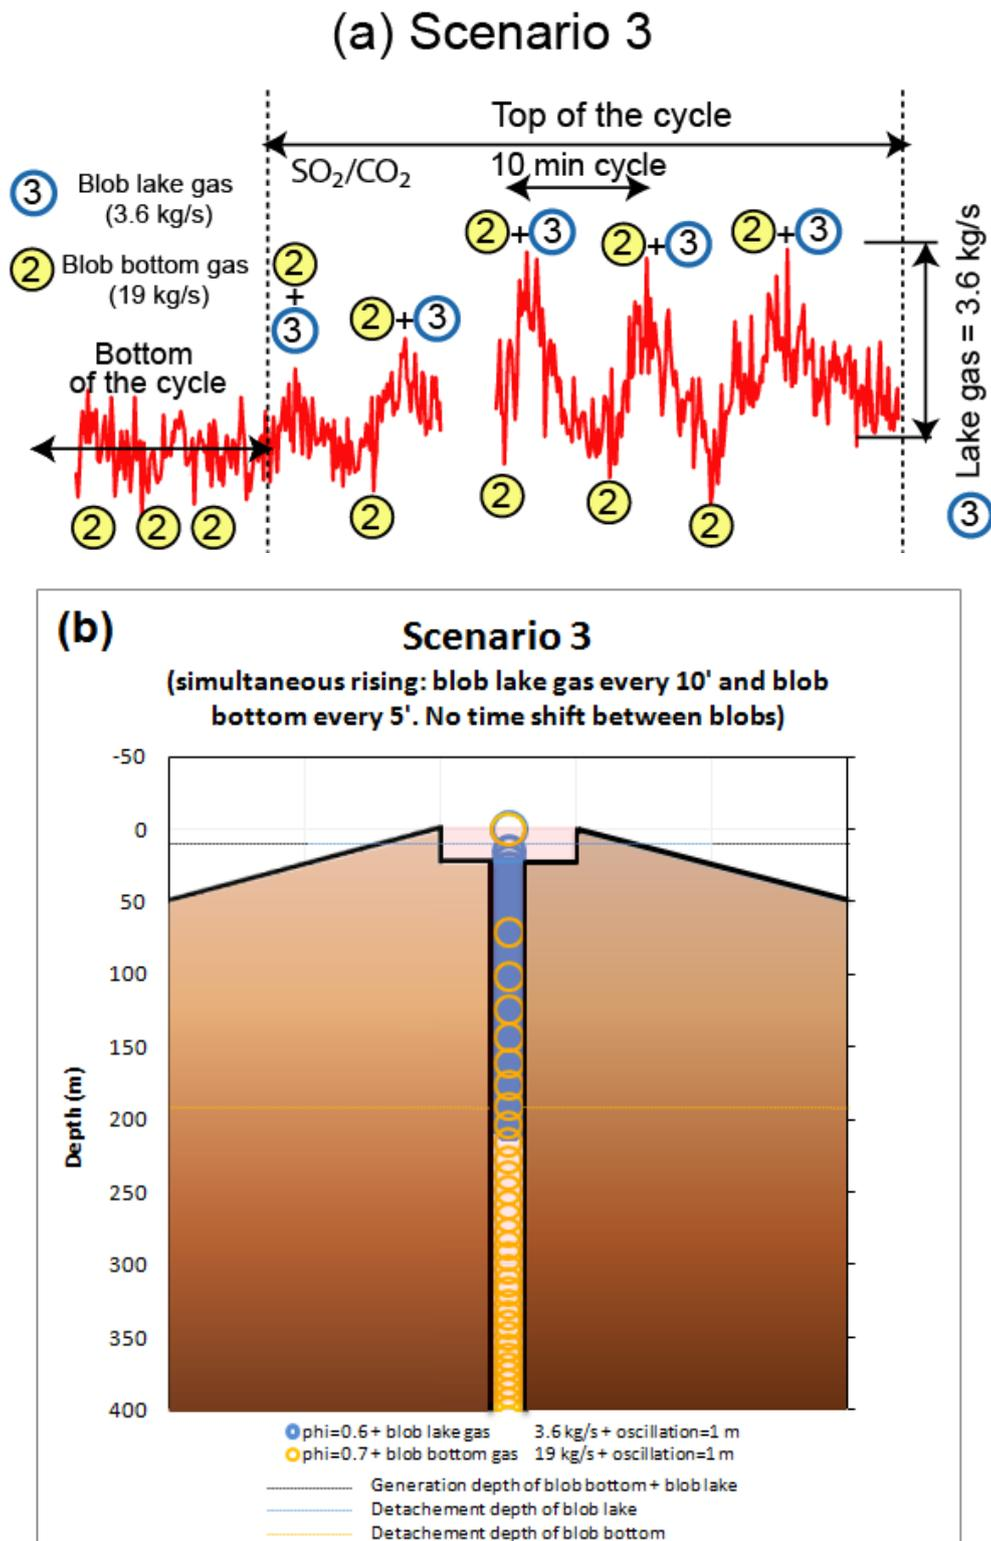 (a) Scenario 3
Top of the cycle
SO2/CO2
10 min cycle
3 Blob lake gas
(3.6 kg/s)
2 Blob bottom gas
(19 kg/s)
Bottom
of the cycle
2
+
3
2+3
2+3
2+3
2+3
2
2
2
2
2
2
2
3 Lake gas = 3.6 kg/s
(b)
Scenario 3
(simultaneous rising: blob lake gas every 10' and blob
bottom every 5'. No time shift between blobs)
Depth (m)
-50
0
50
100
150
200
250
300
350
400
phi=0.6 + blob lake gas 3.6 kg/s + oscillation=1 m
phi=0.7 + blob bottom gas 19 kg/s + oscillation=1 m
Generation depth of blob bottom + blob lake
Detachement depth of blob lake
Detachement depth of blob bottom